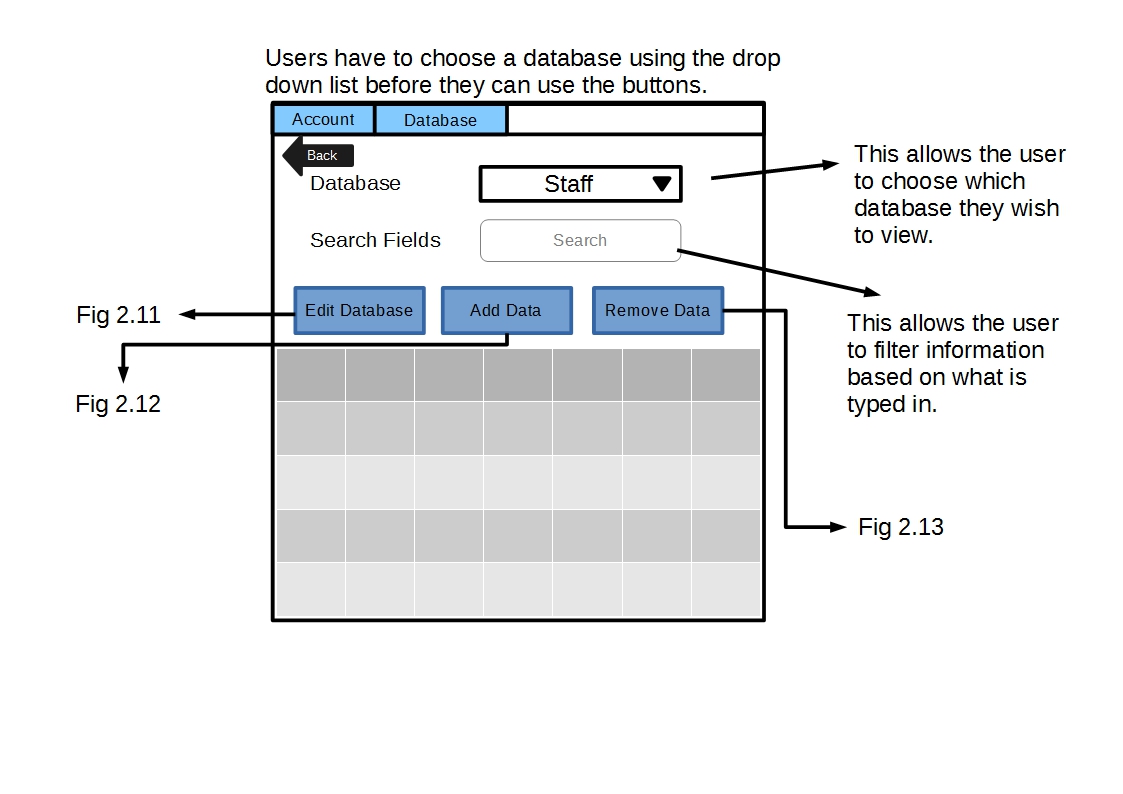 Users have to choose a database using the drop
down list before they can use the buttons.
Account
Database
Back
Database
Staff
This allows the user
to choose which
database they wish
to view.
Search Fields
Search
Edit Database
Add Data
Remove Data
Fig 2.11
This allows the user
to filter information
based on what is
typed in.
Fig 2.12
Fig 2.13